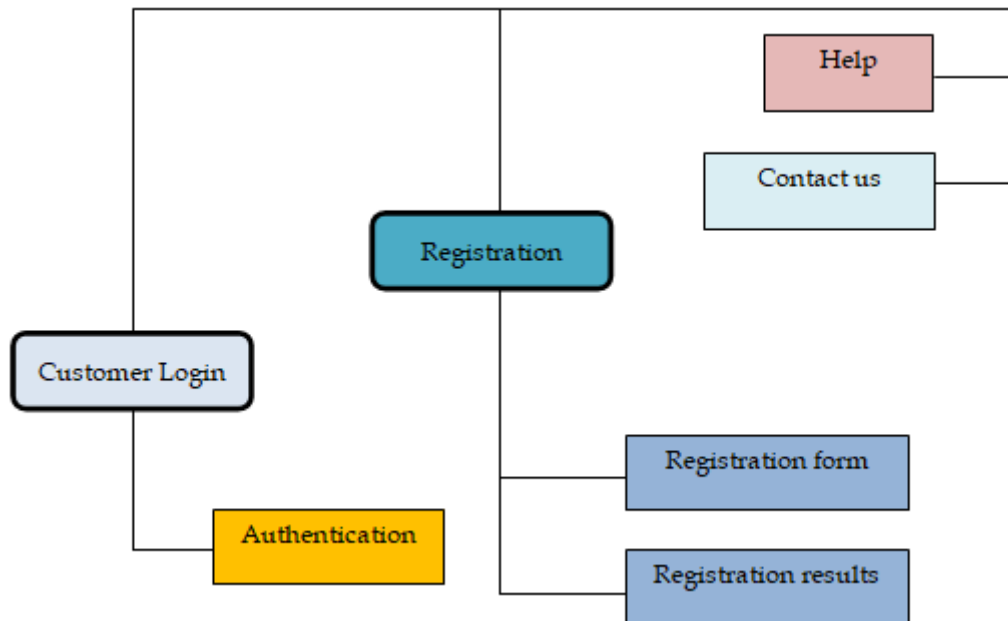 Help
Contact us
Registration
Customer Login
Registration form
Authentication
Registration results